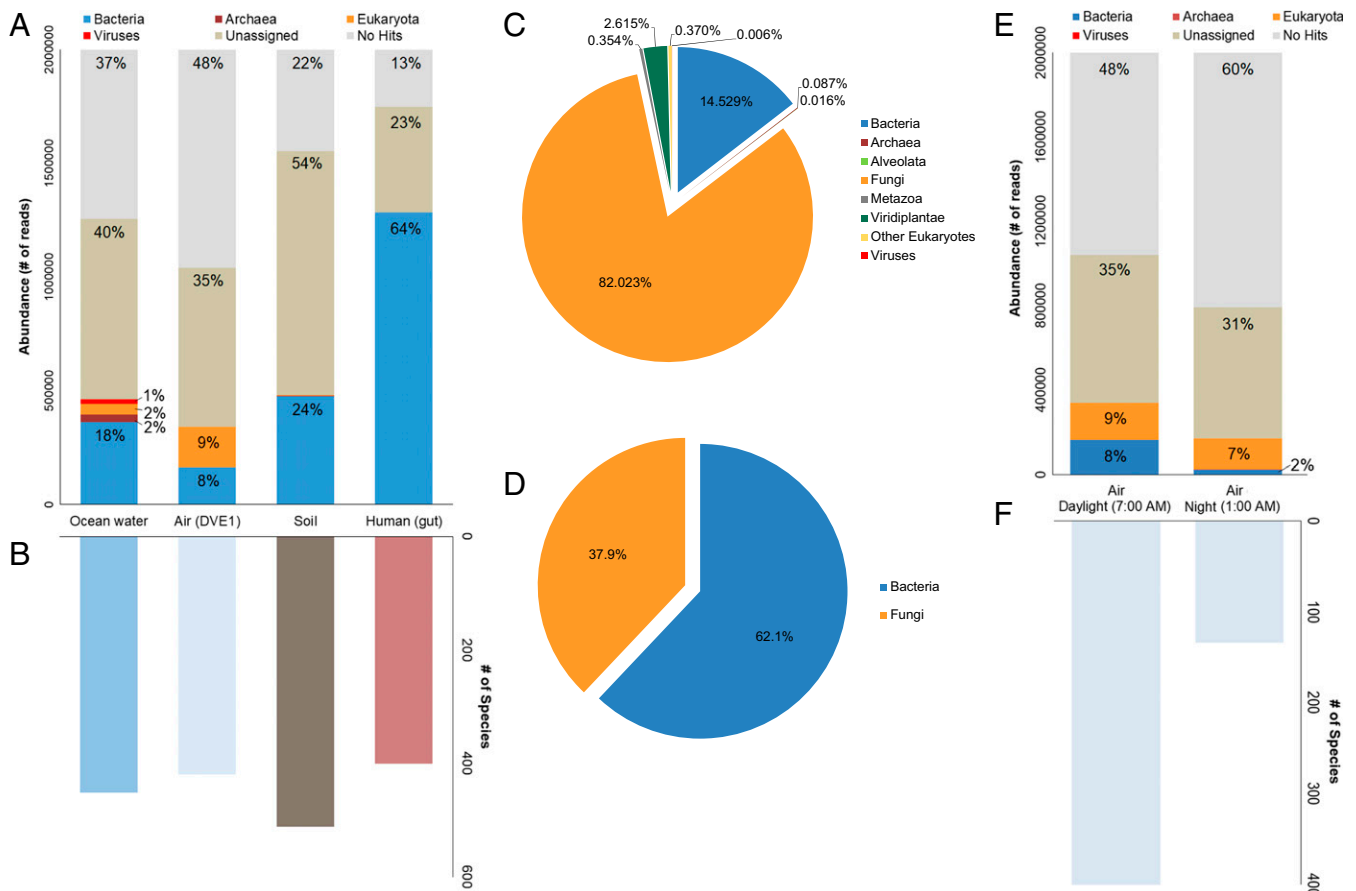 A
Bacteria
Archaea
Eukaryota
Viruses
Unassigned
No Hits
Abundance (# of reads)
2000000
1500000
1000000
500000
0
37%
40%
1%
2%
2%
18%
48%
35%
9%
8%
22%
54%
24%
13%
23%
64%
Ocean water
Air (DVE1)
Soil
Human (gut)
B
0
200
400
600
# of Species
C
2.615%
0.370%
0.006%
0.354%
0.087%
0.016%
14.529%
82.023%
Bacteria
Archaea
Alveolata
Fungi
Metazoa
Viridiplantae
Other Eukaryotes
Viruses
D
37.9%
62.1%
Bacteria
Fungi
E
Bacteria
Archaea
Eukaryota
Viruses
Unassigned
No Hits
Abundance (# of reads)
2000000
1600000
1200000
800000
400000
0
48%
35%
9%
8%
60%
31%
7%
2%
Air
Daylight (7:00 AM)
Air
Night (1:00 AM)
F
0
100
200
300
400
# of Species